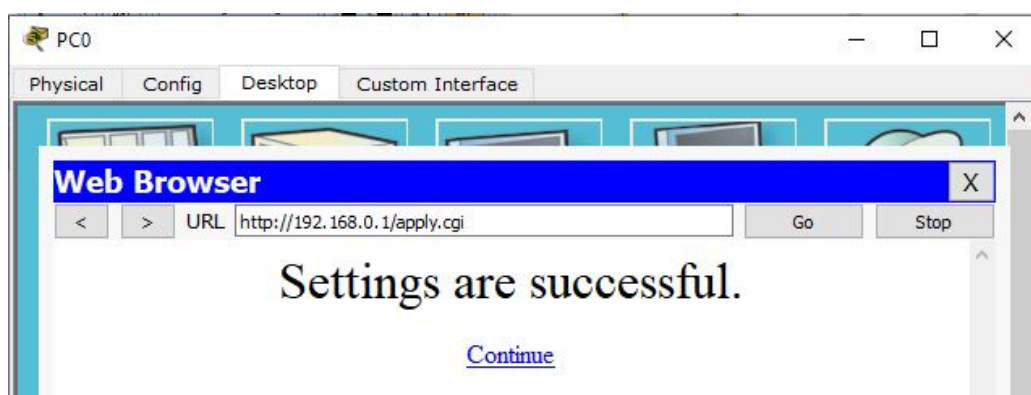 PC0
Physical Config Desktop Custom Interface
Web Browser
X
< > URL http://192.168.0.1/apply.cgi Go Stop
Settings are successful.
Continue